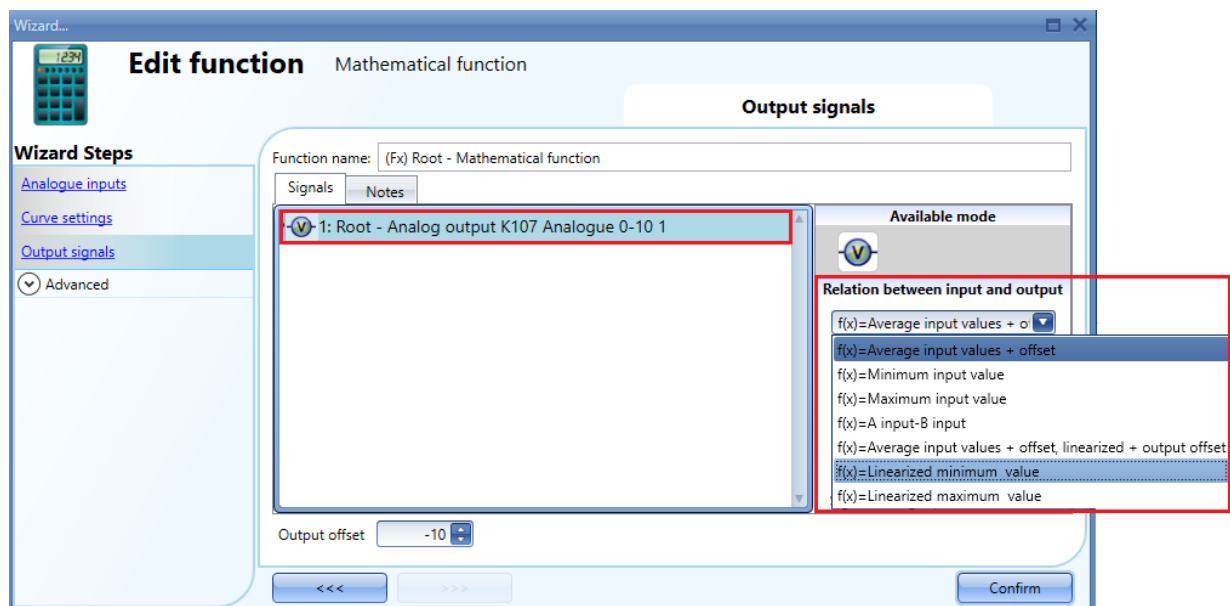 Wizard...
1234
Edit function Mathematical function
Output signals
Wizard Steps
Analogue inputs
Curve settings
Output signals
Advanced
Function name: (Fx) Root - Mathematical function
Signals Notes
V 1: Root - Analog output K107 Analogue 0-10 1
Available mode
V
Relation between input and output
f(x)=Average input values + o
f(x)=Average input values + offset
f(x)=Minimum input value
f(x)=Maximum input value
f(x)=A input-B input
f(x)=Average input values + offset, linearized + output offset
f(x)=Linearized minimum  value
f(x)=Linearized maximum  value
Output offset -10
<<< >>> Confirm